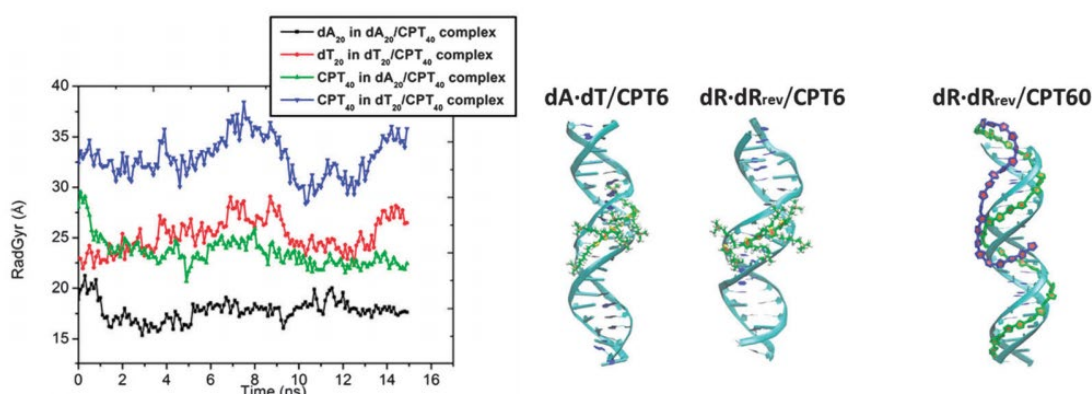 dA20 in dA20/CPT40 complex
dT20 in dT20/CPT40 complex
CPT40 in dA20/CPT40 complex
CPT40 in dT20/CPT40 complex
40
35
30
25
20
15
RadGyr (Å)
0 2 4 6 8 10 12 14 16
Time (ns)
dA·dT/CPT6 dR·dRrev/CPT6 dR·dRrev/CPT60